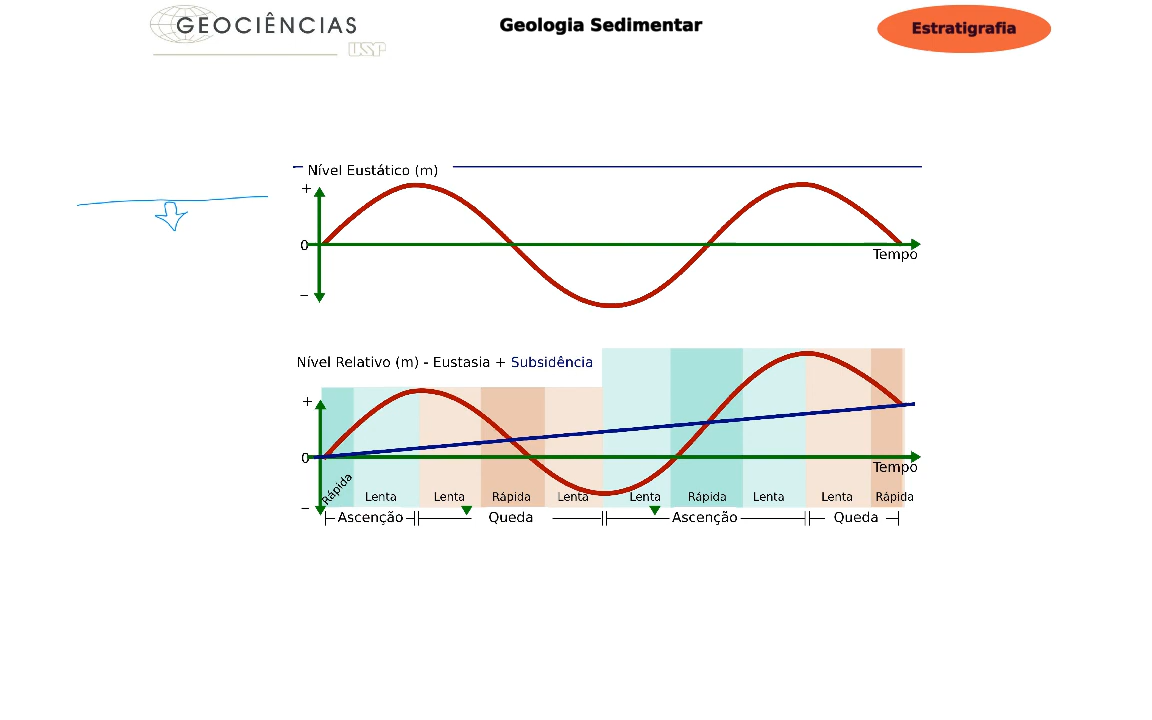 GEOCIÊNCIAS
USP
Geologia Sedimentar
Estratigrafia
Nível Eustático (m)
+
0
–
Tempo
Nível Relativo (m) - Eustasia + Subsidência
+
0
–
Tempo
Rápida Lenta Lenta Rápida Lenta Lenta Rápida Lenta Lenta Rápida
Ascenção Queda Ascenção Queda